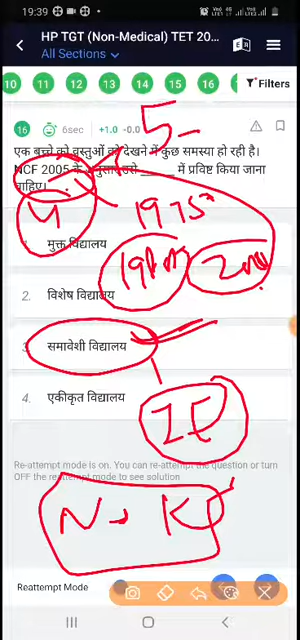 19:39
HP TGT (Non-Medical) TET 20...
All Sections
10 11 12 13 14 15 16
Filters
16 6sec +1.0 -0.0
एक बच्चे को वस्तुओं को देखने में कुछ समस्या हो रही है।
NCF 2005 के अनुसार उसे ______ में प्रविष्ट किया जाना
चाहिए।
5-
4
1975
मुक्त विद्यालय
2. विशेष विद्यालय
3. समावेशी विद्यालय
4. एकीकृत विद्यालय
IE
Re-attempt mode is on. You can re-attempt the question or turn
OFF the re-attempt mode to see solution
Reattempt Mode